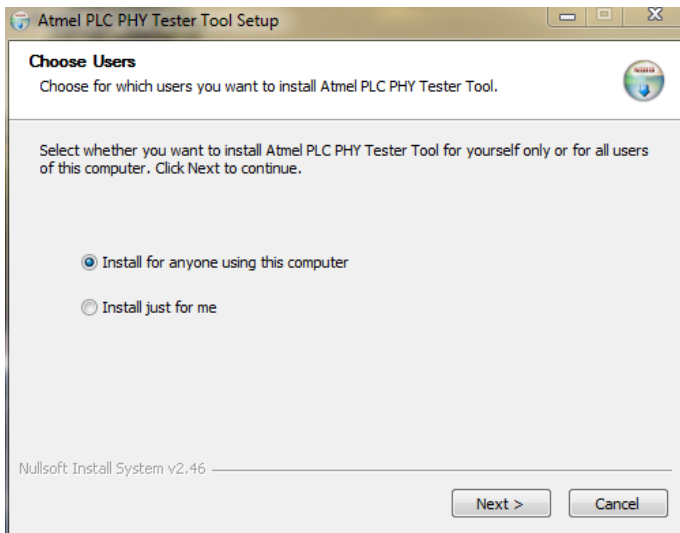 Atmel PLC PHY Tester Tool Setup
Choose Users
Choose for which users you want to install Atmel PLC PHY Tester Tool.
Select whether you want to install Atmel PLC PHY Tester Tool for yourself only or for all users
of this computer. Click Next to continue.
Install for anyone using this computer
Install just for me
Nullsoft Install System v2.46
Next >
Cancel